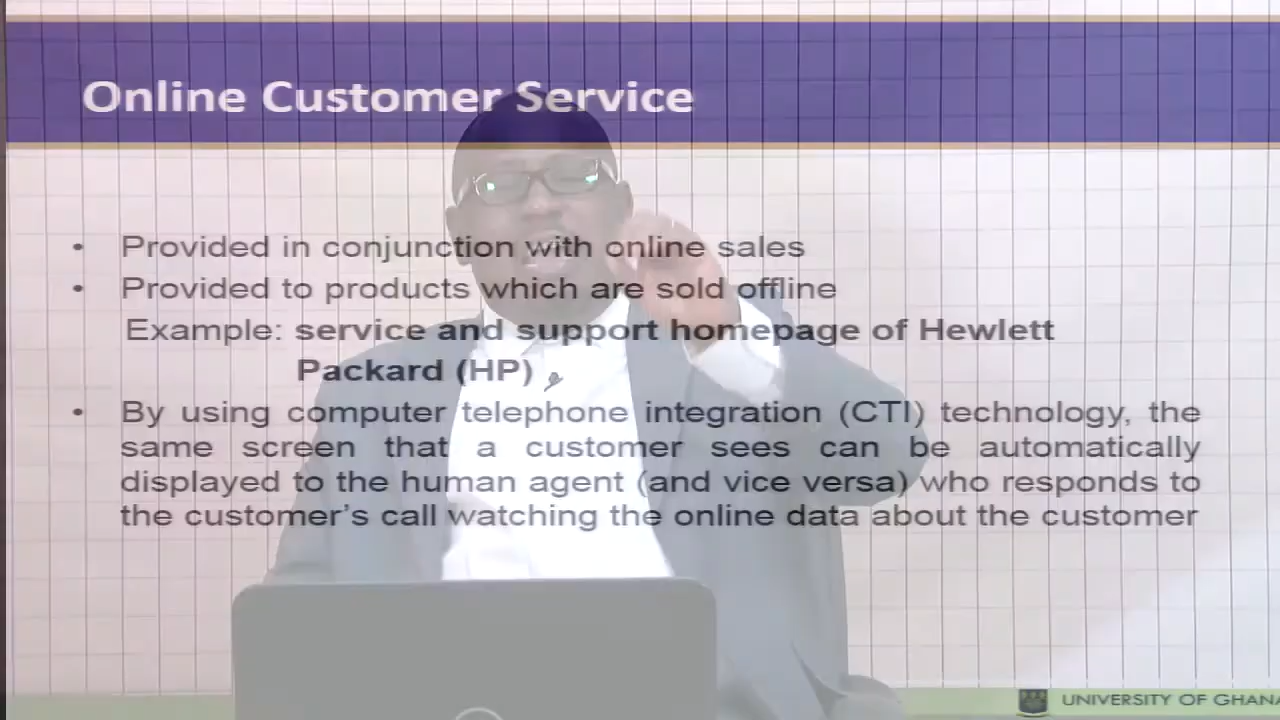 Online Customer Service
• Provided in conjunction with online sales
• Provided to products which are sold offline
Example: service and support homepage of Hewlett
Packard (HP)
• By using computer telephone integration (CTI) technology, the
same screen that a customer sees can be automatically
displayed to the human agent (and vice versa) who responds to
the customer's call watching the online data about the customer
UNIVERSITY OF GHANA